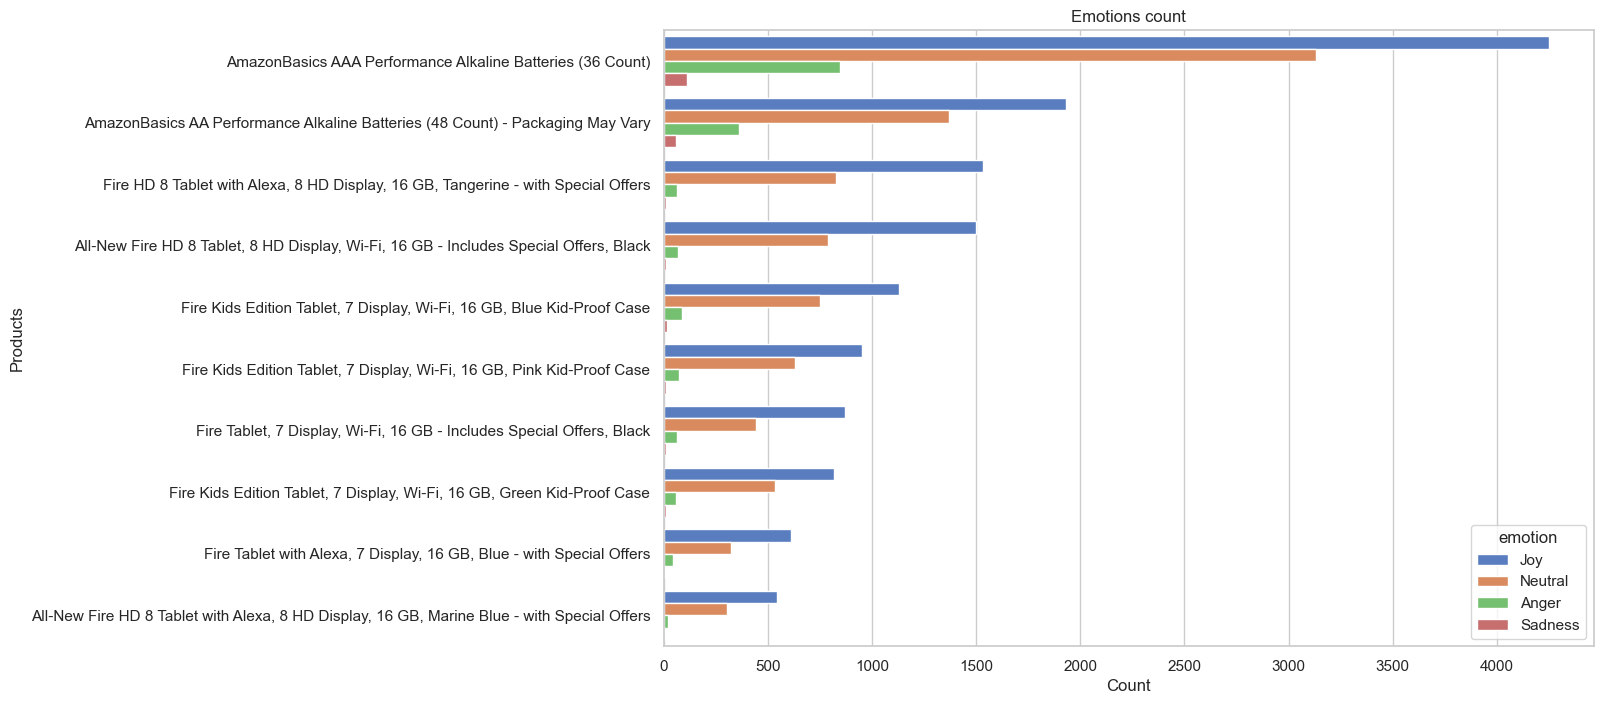 Emotions count
Products
AmazonBasics AAA Performance Alkaline Batteries (36 Count)
AmazonBasics AA Performance Alkaline Batteries (48 Count) - Packaging May Vary
Fire HD 8 Tablet with Alexa, 8 HD Display, 16 GB, Tangerine - with Special Offers
All-New Fire HD 8 Tablet, 8 HD Display, Wi-Fi, 16 GB - Includes Special Offers, Black
Fire Kids Edition Tablet, 7 Display, Wi-Fi, 16 GB, Blue Kid-Proof Case
Fire Kids Edition Tablet, 7 Display, Wi-Fi, 16 GB, Pink Kid-Proof Case
Fire Tablet, 7 Display, Wi-Fi, 16 GB - Includes Special Offers, Black
Fire Kids Edition Tablet, 7 Display, Wi-Fi, 16 GB, Green Kid-Proof Case
Fire Tablet with Alexa, 7 Display, 16 GB, Blue - with Special Offers
All-New Fire HD 8 Tablet with Alexa, 8 HD Display, 16 GB, Marine Blue - with Special Offers
emotion
Joy
Neutral
Anger
Sadness
0 500 1000 1500 2000 2500 3000 3500 4000
Count